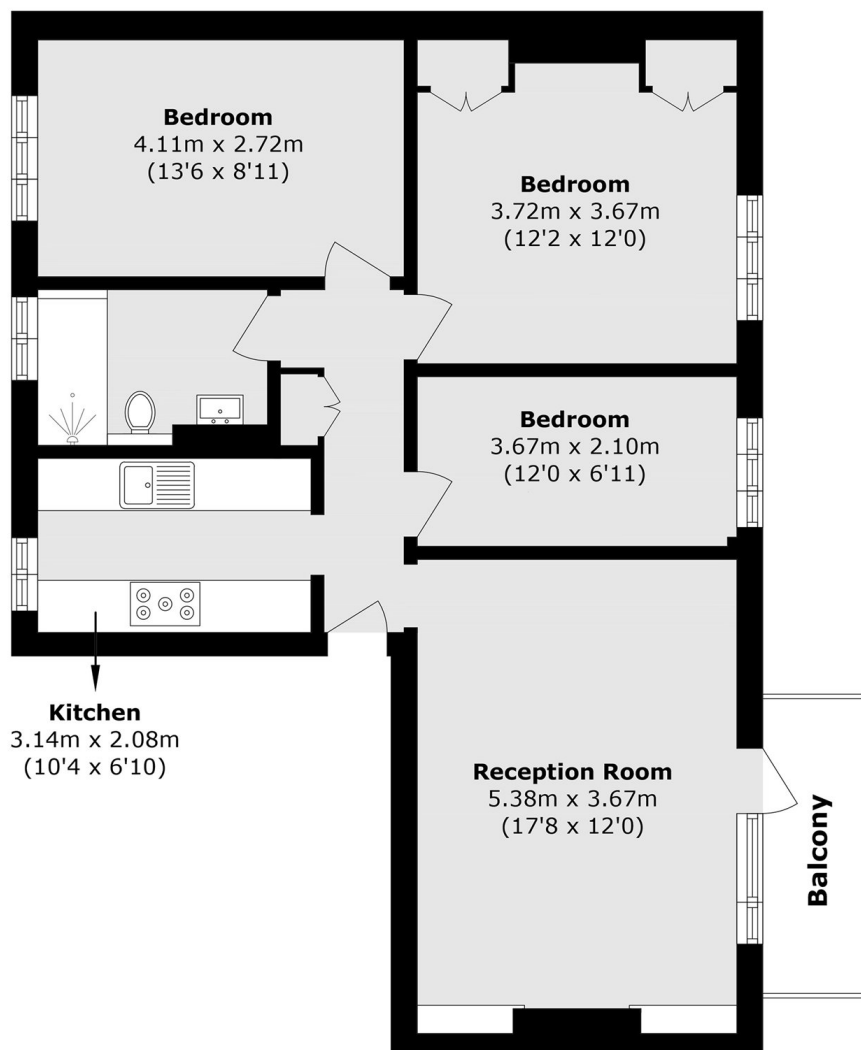 Bedroom
4.11m x 2.72m
(13'6 x 8'11)
Bedroom
3.72m x 3.67m
(12'2 x 12'0)
Bedroom
3.67m x 2.10m
(12'0 x 6'11)
Kitchen
3.14m x 2.08m
(10'4 x 6'10)
Reception Room
5.38m x 3.67m
(17'8 x 12'0)
Balcony